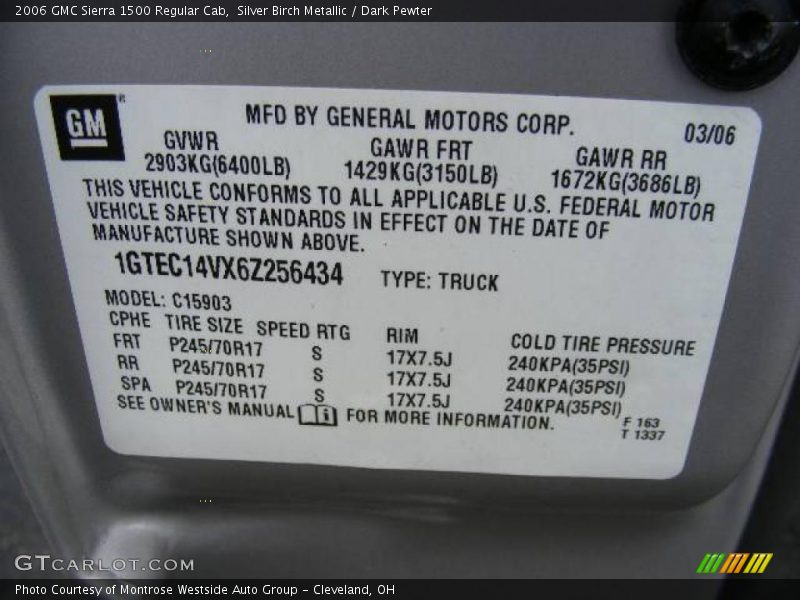 2006 GMC Sierra 1500 Regular Cab,  Silver Birch Metallic / Dark Pewter
GM®
MFD BY GENERAL MOTORS CORP.
03/06
GVWR GAWR FRT GAWR RR
2903KG(6400LB) 1429KG(3150LB) 1672KG(3686LB)
THIS VEHICLE CONFORMS TO ALL APPLICABLE U.S. FEDERAL MOTOR
VEHICLE SAFETY STANDARDS IN EFFECT ON THE DATE OF
MANUFACTURE SHOWN ABOVE.
1GTEC14VX6Z256434 TYPE: TRUCK
MODEL: C15903
CPHE TIRE SIZE SPEED RTG RIM COLD TIRE PRESSURE
FRT P245/70R17 S 17X7.5J 240KPA(35PSI)
RR P245/70R17 S 17X7.5J 240KPA(35PSI)
SPA P245/70R17 S 17X7.5J 240KPA(35PSI)
SEE OWNER'S MANUAL FOR MORE INFORMATION.
F 163
T 1337
GTCARLOT.COM
Photo Courtesy of Montrose Westside Auto Group - Cleveland, OH